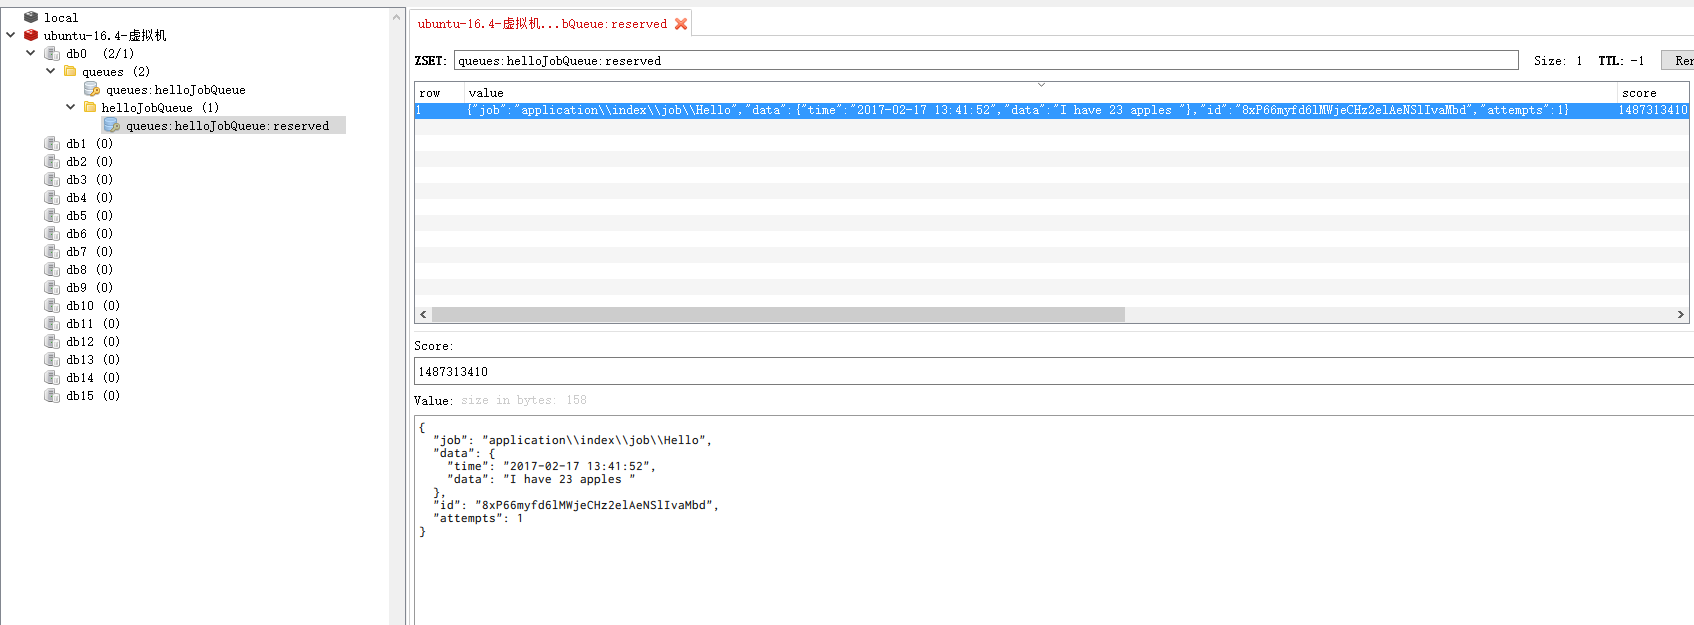 local
ubuntu-16.4-虚拟机
db0 (2/1)
queues (2)
queues:helloJobQueue
helloJobQueue (1)
queues:helloJobQueue:reserved
db1 (0)
db2 (0)
db3 (0)
db4 (0)
db5 (0)
db6 (0)
db7 (0)
db8 (0)
db9 (0)
db10 (0)
db11 (0)
db12 (0)
db13 (0)
db14 (0)
db15 (0)
ubuntu-16.4-虚拟机...bQueue:reserved
ZSET: queues:helloJobQueue:reserved Size: 1 TTL: -1 Ren
row value score
1 {"job":"application\\index\\job\\Hello","data":{"time":"2017-02-17 13:41:52","data":"I have 23 apples "},"id":"8xP66myfd6lMWjeCHz2elAeNSlIvaMbd","attempts":1} 1487313410
Score:
1487313410
Value: size in bytes: 158
{
"job": "application\\index\\job\\Hello",
"data": {
"time": "2017-02-17 13:41:52",
"data": "I have 23 apples "
},
"id": "8xP66myfd6lMWjeCHz2elAeNSlIvaMbd",
"attempts": 1
}